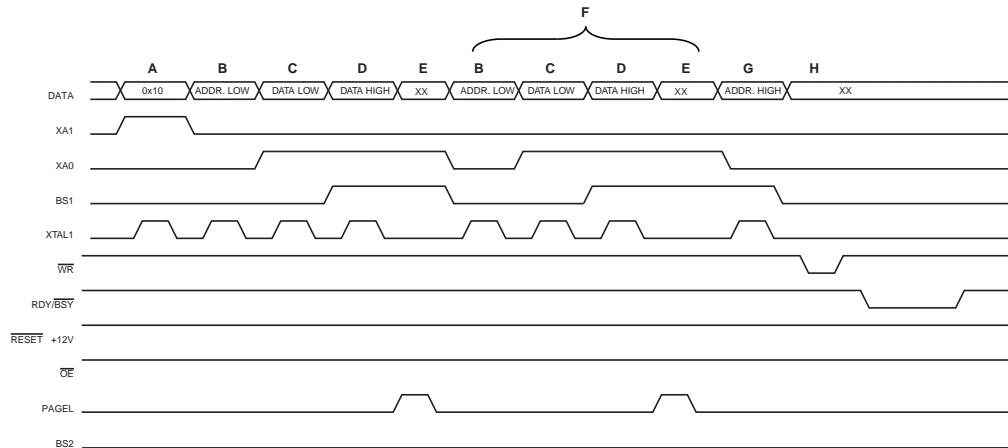 F
A B C D E B C D E G H
DATA 0x10 ADDR. LOW DATA LOW DATA HIGH XX ADDR. LOW DATA LOW DATA HIGH XX ADDR. HIGH XX
XA1
XA0
BS1
XTAL1
WR
RDY/BSY
RESET +12V
OE
PAGEL
BS2